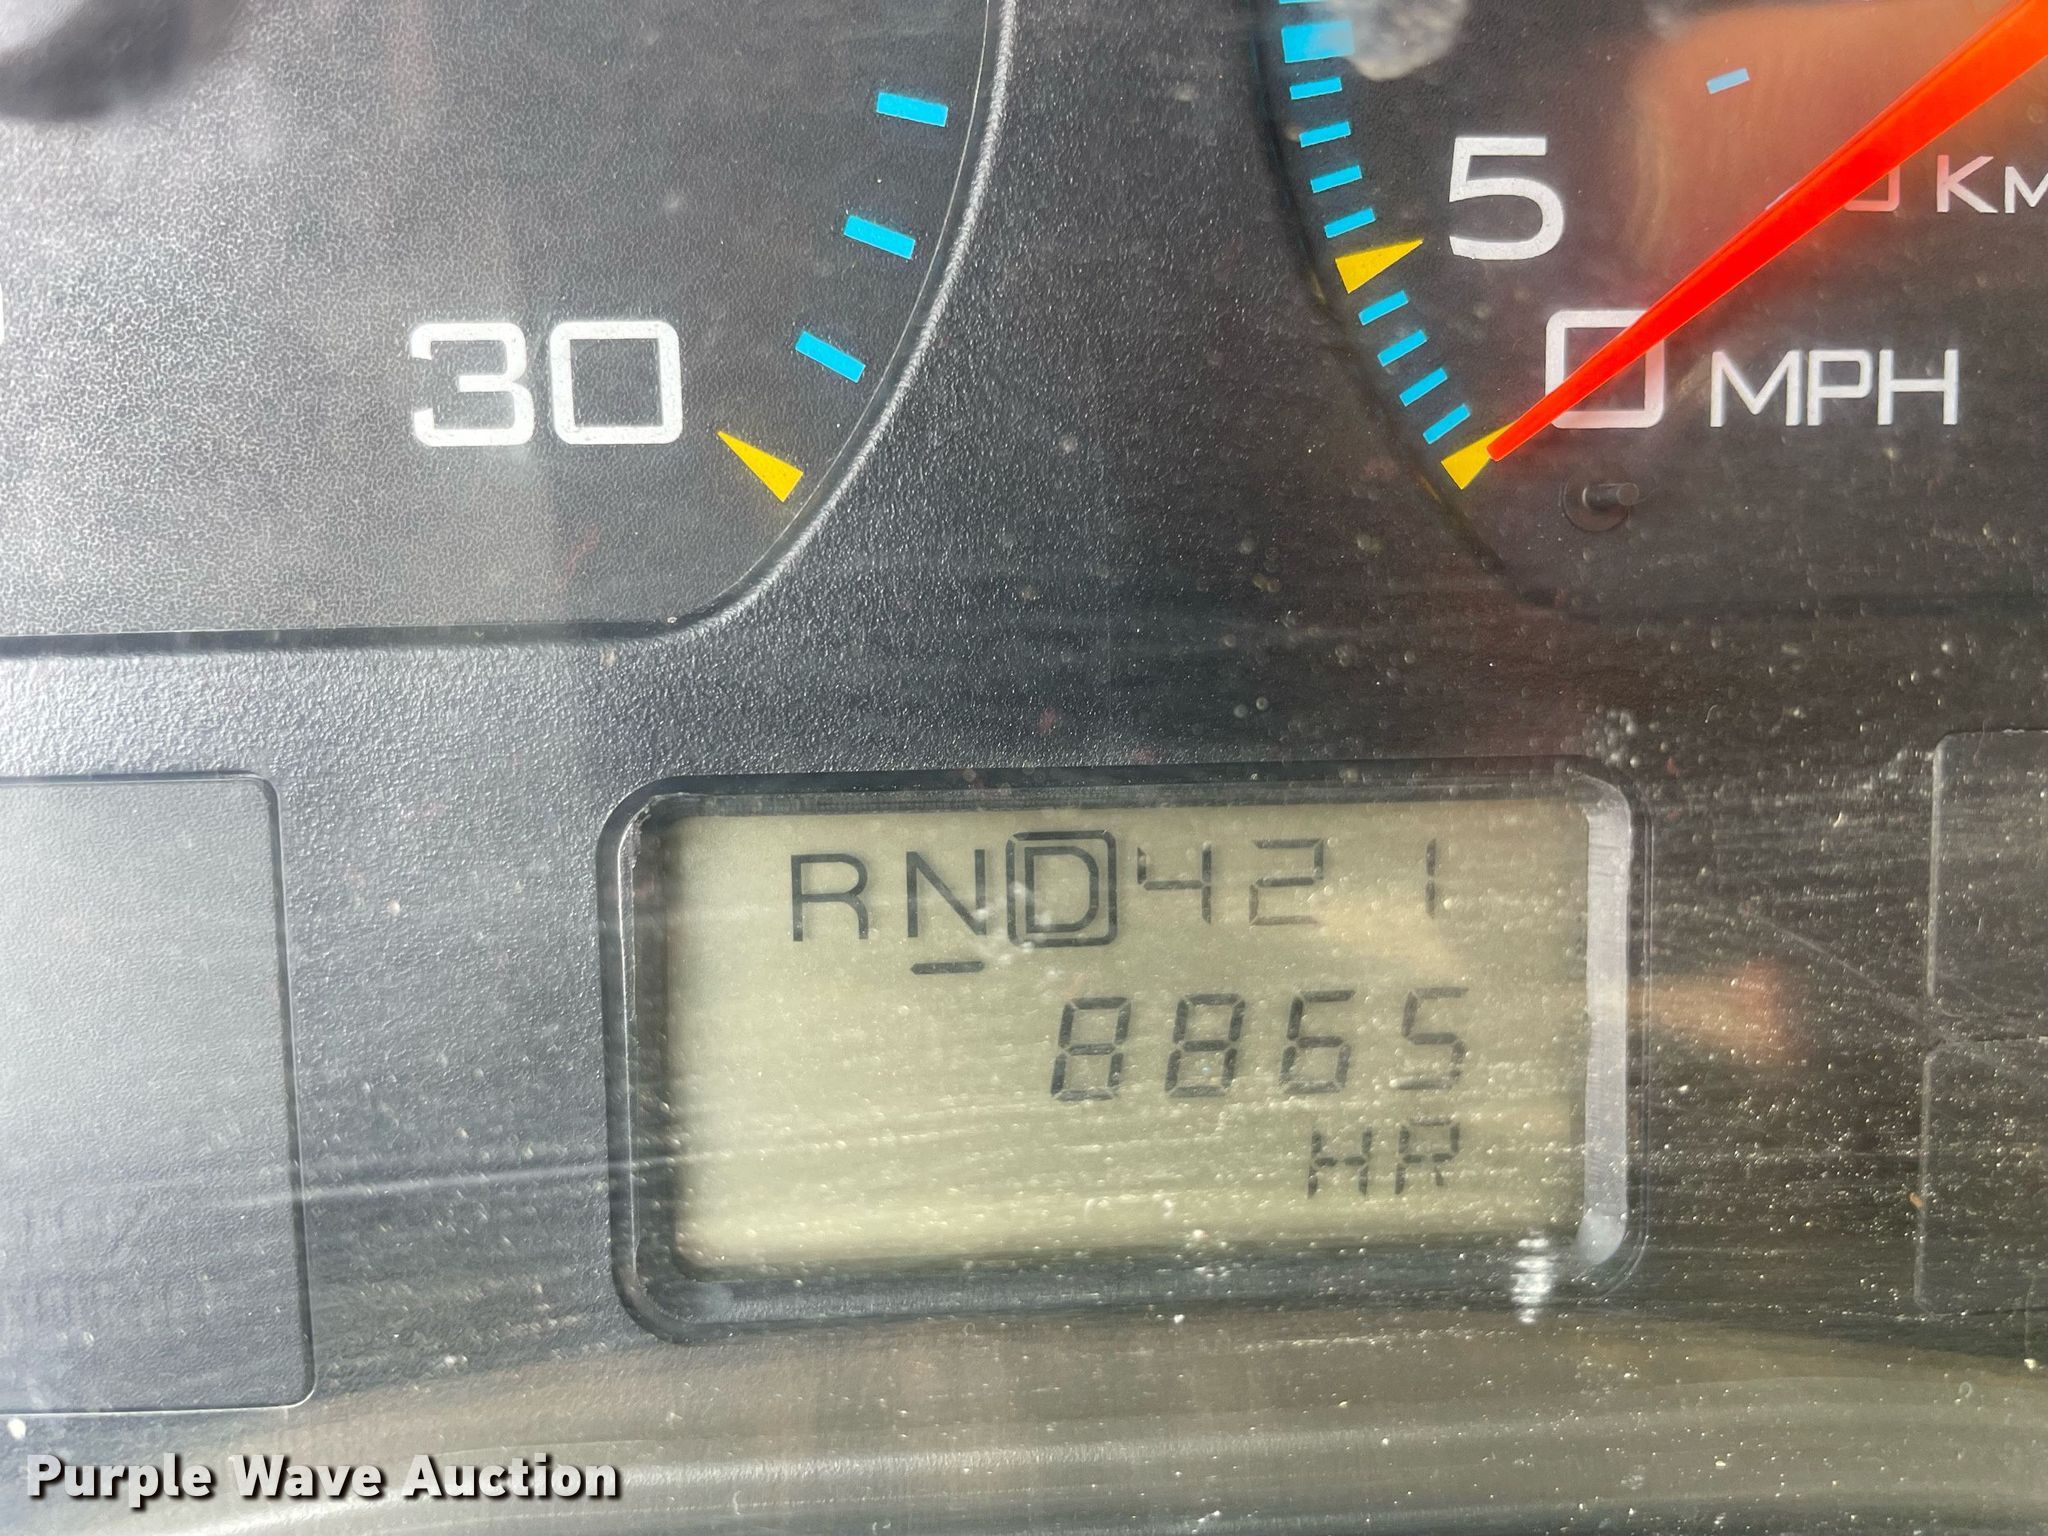 30
5
KM
0 MPH
RND421
8865
HR
Purple Wave Auction